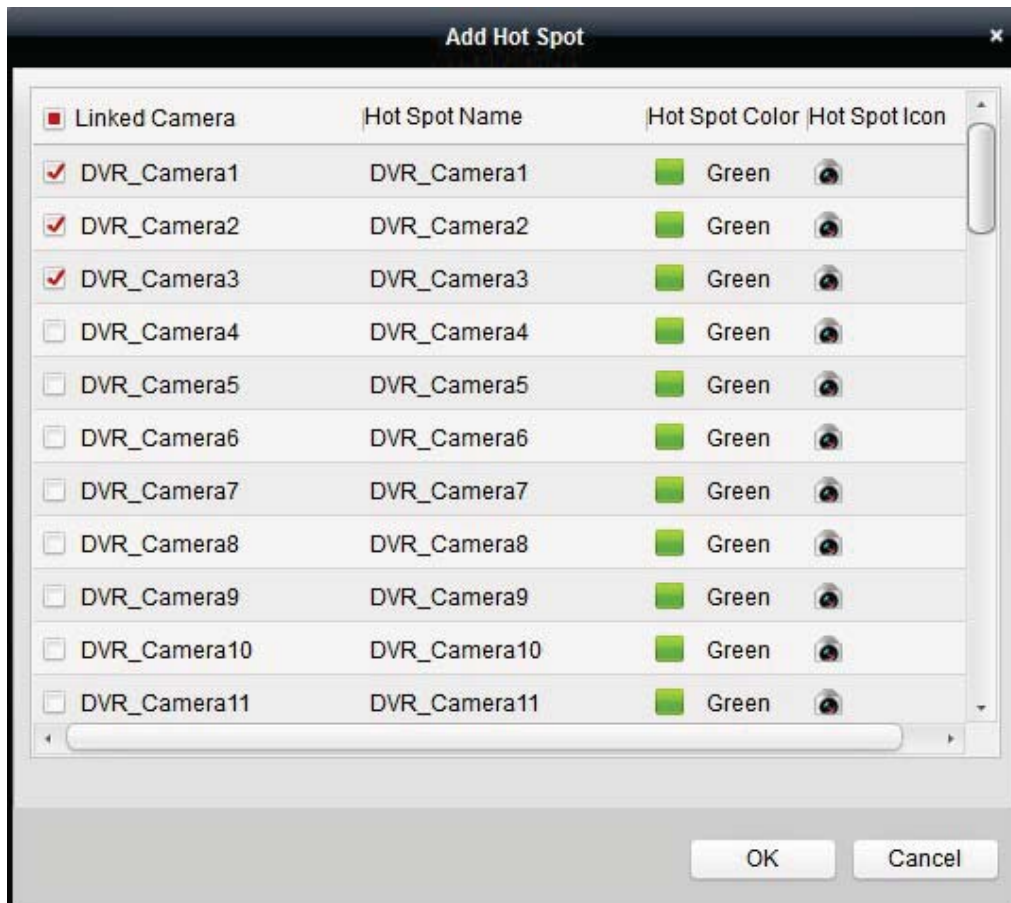 Add Hot Spot
Linked Camera Hot Spot Name Hot Spot Color Hot Spot Icon
DVR_Camera1 DVR_Camera1 Green
DVR_Camera2 DVR_Camera2 Green
DVR_Camera3 DVR_Camera3 Green
DVR_Camera4 DVR_Camera4 Green
DVR_Camera5 DVR_Camera5 Green
DVR_Camera6 DVR_Camera6 Green
DVR_Camera7 DVR_Camera7 Green
DVR_Camera8 DVR_Camera8 Green
DVR_Camera9 DVR_Camera9 Green
DVR_Camera10 DVR_Camera10 Green
DVR_Camera11 DVR_Camera11 Green
OK Cancel